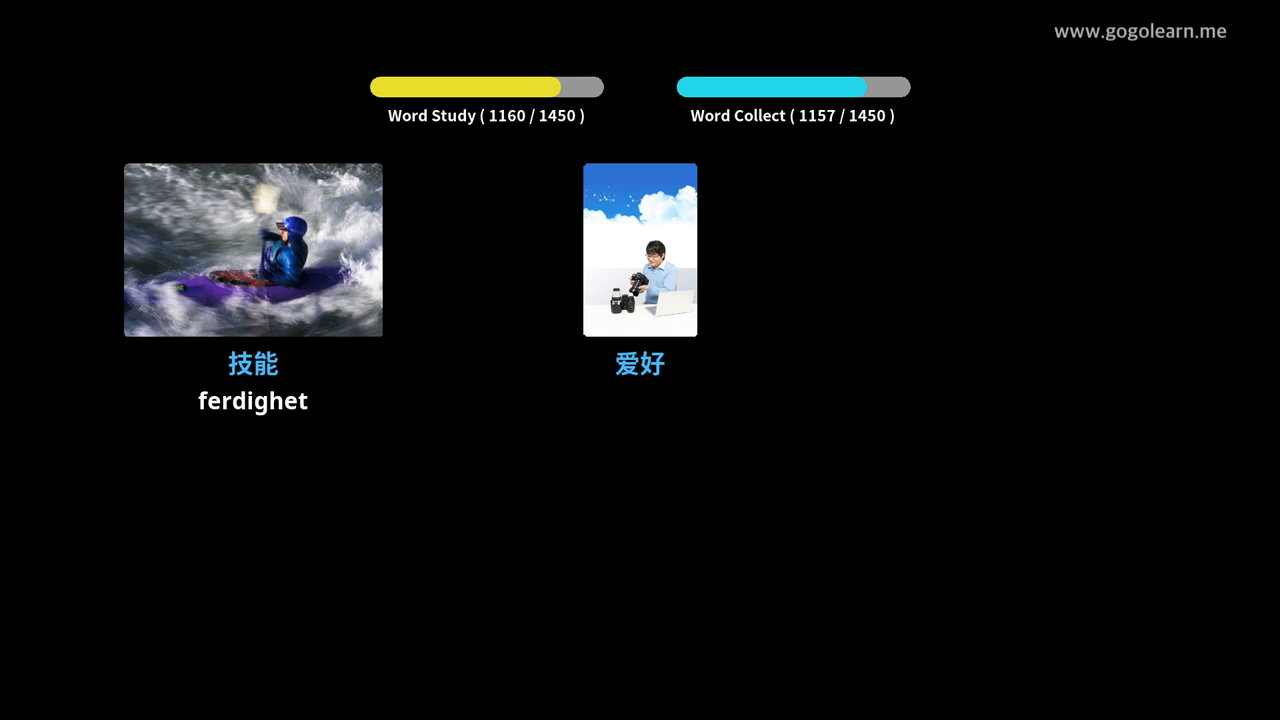 www.gogolearn.me
Word Study ( 1160 / 1450 )
Word Collect ( 1157 / 1450 )
技能
ferdighet
爱好